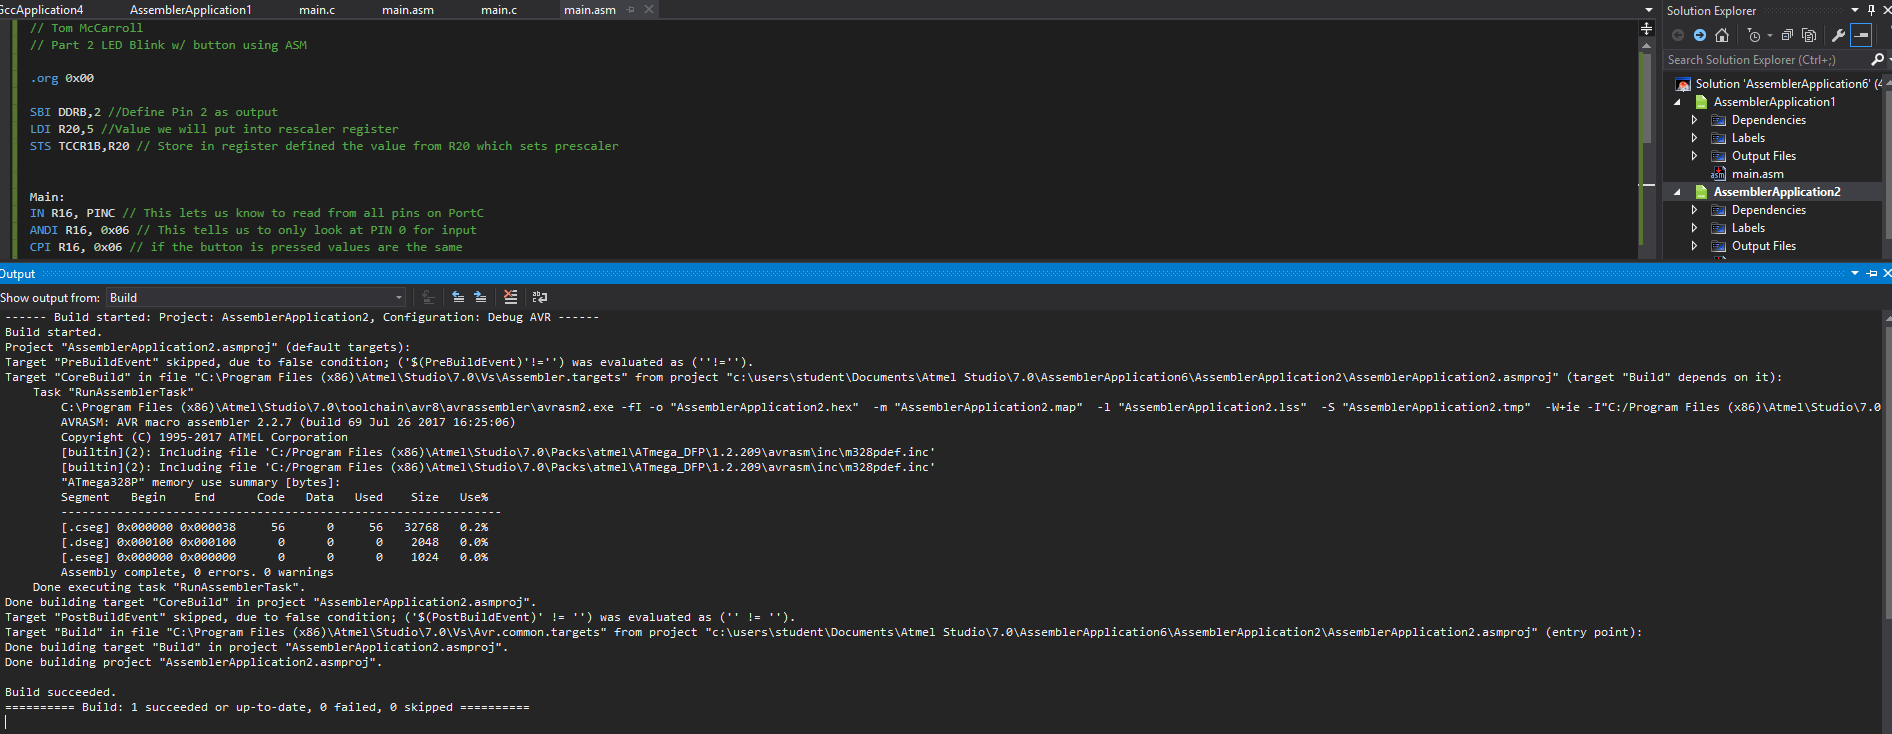 GccApplication4 AssemblerApplication1 main.c main.asm main.c main.asm
// Tom McCarroll
// Part 2 LED Blink w/ button using ASM
.org 0x00
SBI DDRB,2 //Define Pin 2 as output
LDI R20,5 //Value we will put into rescaler register
STS TCCR1B,R20 // Store in register defined the value from R20 which sets prescaler
Main:
IN R16, PINC // This lets us know to read from all pins on PortC
ANDI R16, 0x06 // This tells us to only look at PIN 0 for input
CPI R16, 0x06 // if the button is pressed values are the same
Solution Explorer
Search Solution Explorer (Ctrl+;)
Solution 'AssemblerApplication6' (4
AssemblerApplication1
Dependencies
Labels
Output Files
main.asm
AssemblerApplication2
Dependencies
Labels
Output Files
Output
Show output from: Build
------ Build started: Project: AssemblerApplication2, Configuration: Debug AVR ------
Build started.
Project "AssemblerApplication2.asmproj" (default targets):
Target "PreBuildEvent" skipped, due to false condition; ('$(PreBuildEvent)'!='') was evaluated as (''!='').
Target "CoreBuild" in file "C:\Program Files (x86)\Atmel\Studio\7.0\Vs\Assembler.targets" from project "c:\users\student\Documents\Atmel Studio\7.0\AssemblerApplication6\AssemblerApplication2\AssemblerApplication2.asmproj" (target "Build" depends on it):
Task "RunAssemblerTask"
C:\Program Files (x86)\Atmel\Studio\7.0\toolchain\avr8\avrassembler\avrasm2.exe -fI -o "AssemblerApplication2.hex" -m "AssemblerApplication2.map" -l "AssemblerApplication2.lss" -S "AssemblerApplication2.tmp" -W+ie -I"C:/Program Files (x86)\Atmel\Studio\7.0
AVRASM: AVR macro assembler 2.2.7 (build 69 Jul 26 2017 16:25:06)
Copyright (C) 1995-2017 ATMEL Corporation
[builtin](2): Including file 'C:/Program Files (x86)\Atmel\Studio\7.0\Packs\atmel\ATmega_DFP\1.2.209\avrasm\inc\m328pdef.inc'
[builtin](2): Including file 'C:/Program Files (x86)\Atmel\Studio\7.0\Packs\atmel\ATmega_DFP\1.2.209\avrasm\inc\m328pdef.inc'
"ATmega328P" memory use summary [bytes]:
Segment Begin End Code Data Used Size Use%
---------------------------------------------------------------
[.cseg] 0x000000 0x000038 56 0 56 32768 0.2%
[.dseg] 0x000100 0x000100 0 0 0 2048 0.0%
[.eseg] 0x000000 0x000000 0 0 0 1024 0.0%
Assembly complete, 0 errors. 0 warnings
Done executing task "RunAssemblerTask".
Done building target "CoreBuild" in project "AssemblerApplication2.asmproj".
Target "PostBuildEvent" skipped, due to false condition; ('$(PostBuildEvent)' != '') was evaluated as ('' != '').
Target "Build" in file "C:\Program Files (x86)\Atmel\Studio\7.0\Vs\Avr.common.targets" from project "c:\users\student\Documents\Atmel Studio\7.0\AssemblerApplication6\AssemblerApplication2\AssemblerApplication2.asmproj" (entry point):
Done building target "Build" in project "AssemblerApplication2.asmproj".
Done building project "AssemblerApplication2.asmproj".
Build succeeded.
========== Build: 1 succeeded or up-to-date, 0 failed, 0 skipped ==========